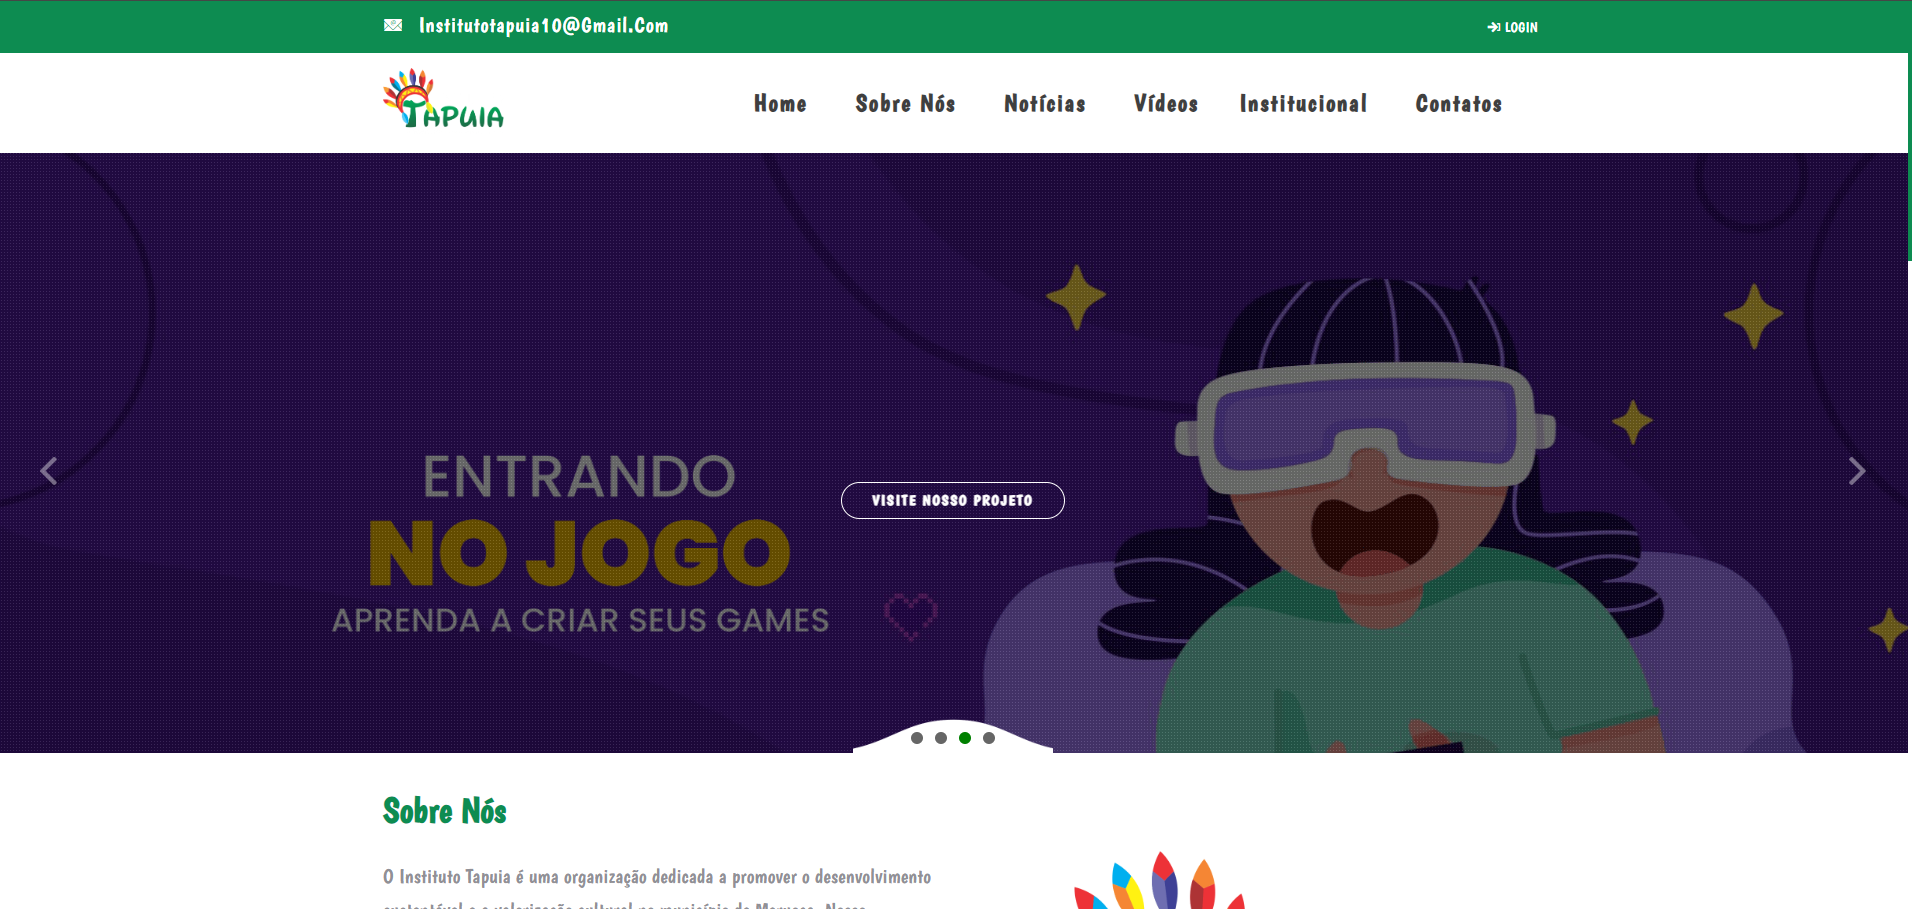 Institutotapuia10@Gmail.Com
LOGIN
TAPUIA
Home Sobre Nós Notícias Vídeos Institucional Contatos
ENTRANDO
NO JOGO
APRENDA A CRIAR SEUS GAMES
VISITE NOSSO PROJETO
Sobre Nós
O Instituto Tapuia é uma organização dedicada a promover o desenvolvimento